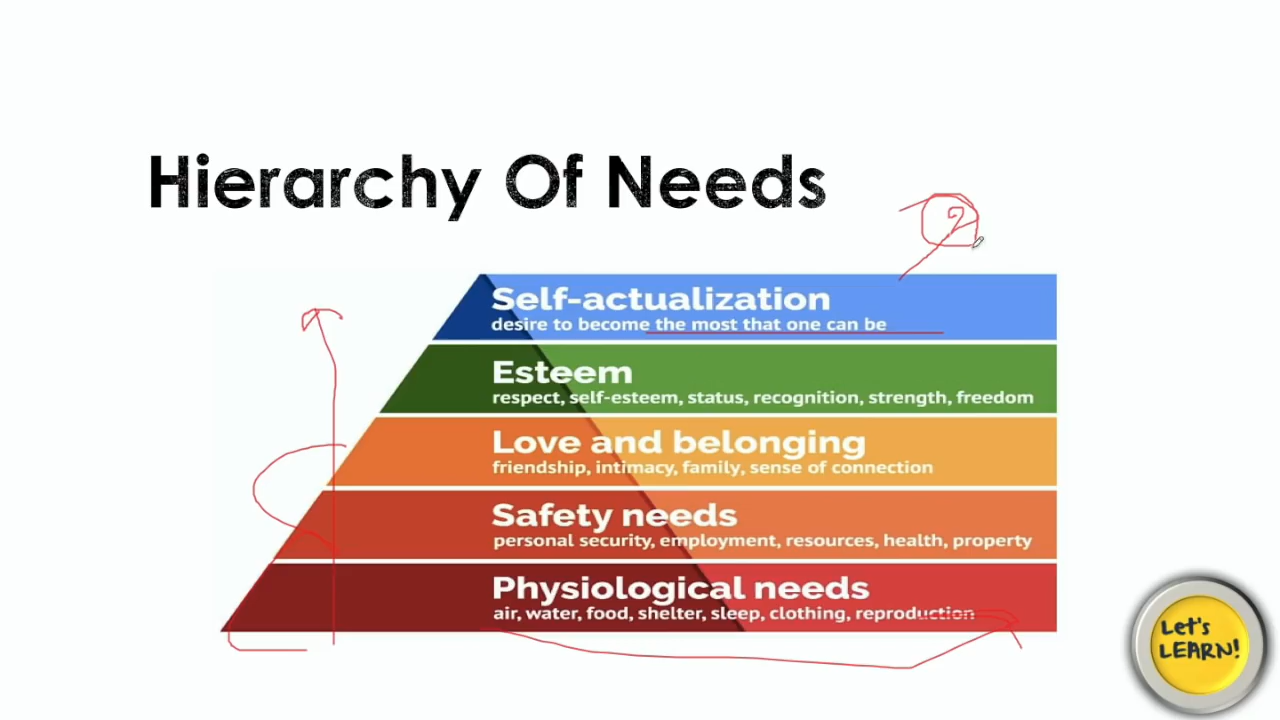 Hierarchy Of Needs
2
Self-actualization
desire to become the most that one can be
Esteem
respect, self-esteem, status, recognition, strength, freedom
Love and belonging
friendship, intimacy, family, sense of connection
Safety needs
personal security, employment, resources, health, property
Physiological needs
air, water, food, shelter, sleep, clothing, reproduction
Let's
LEARN!